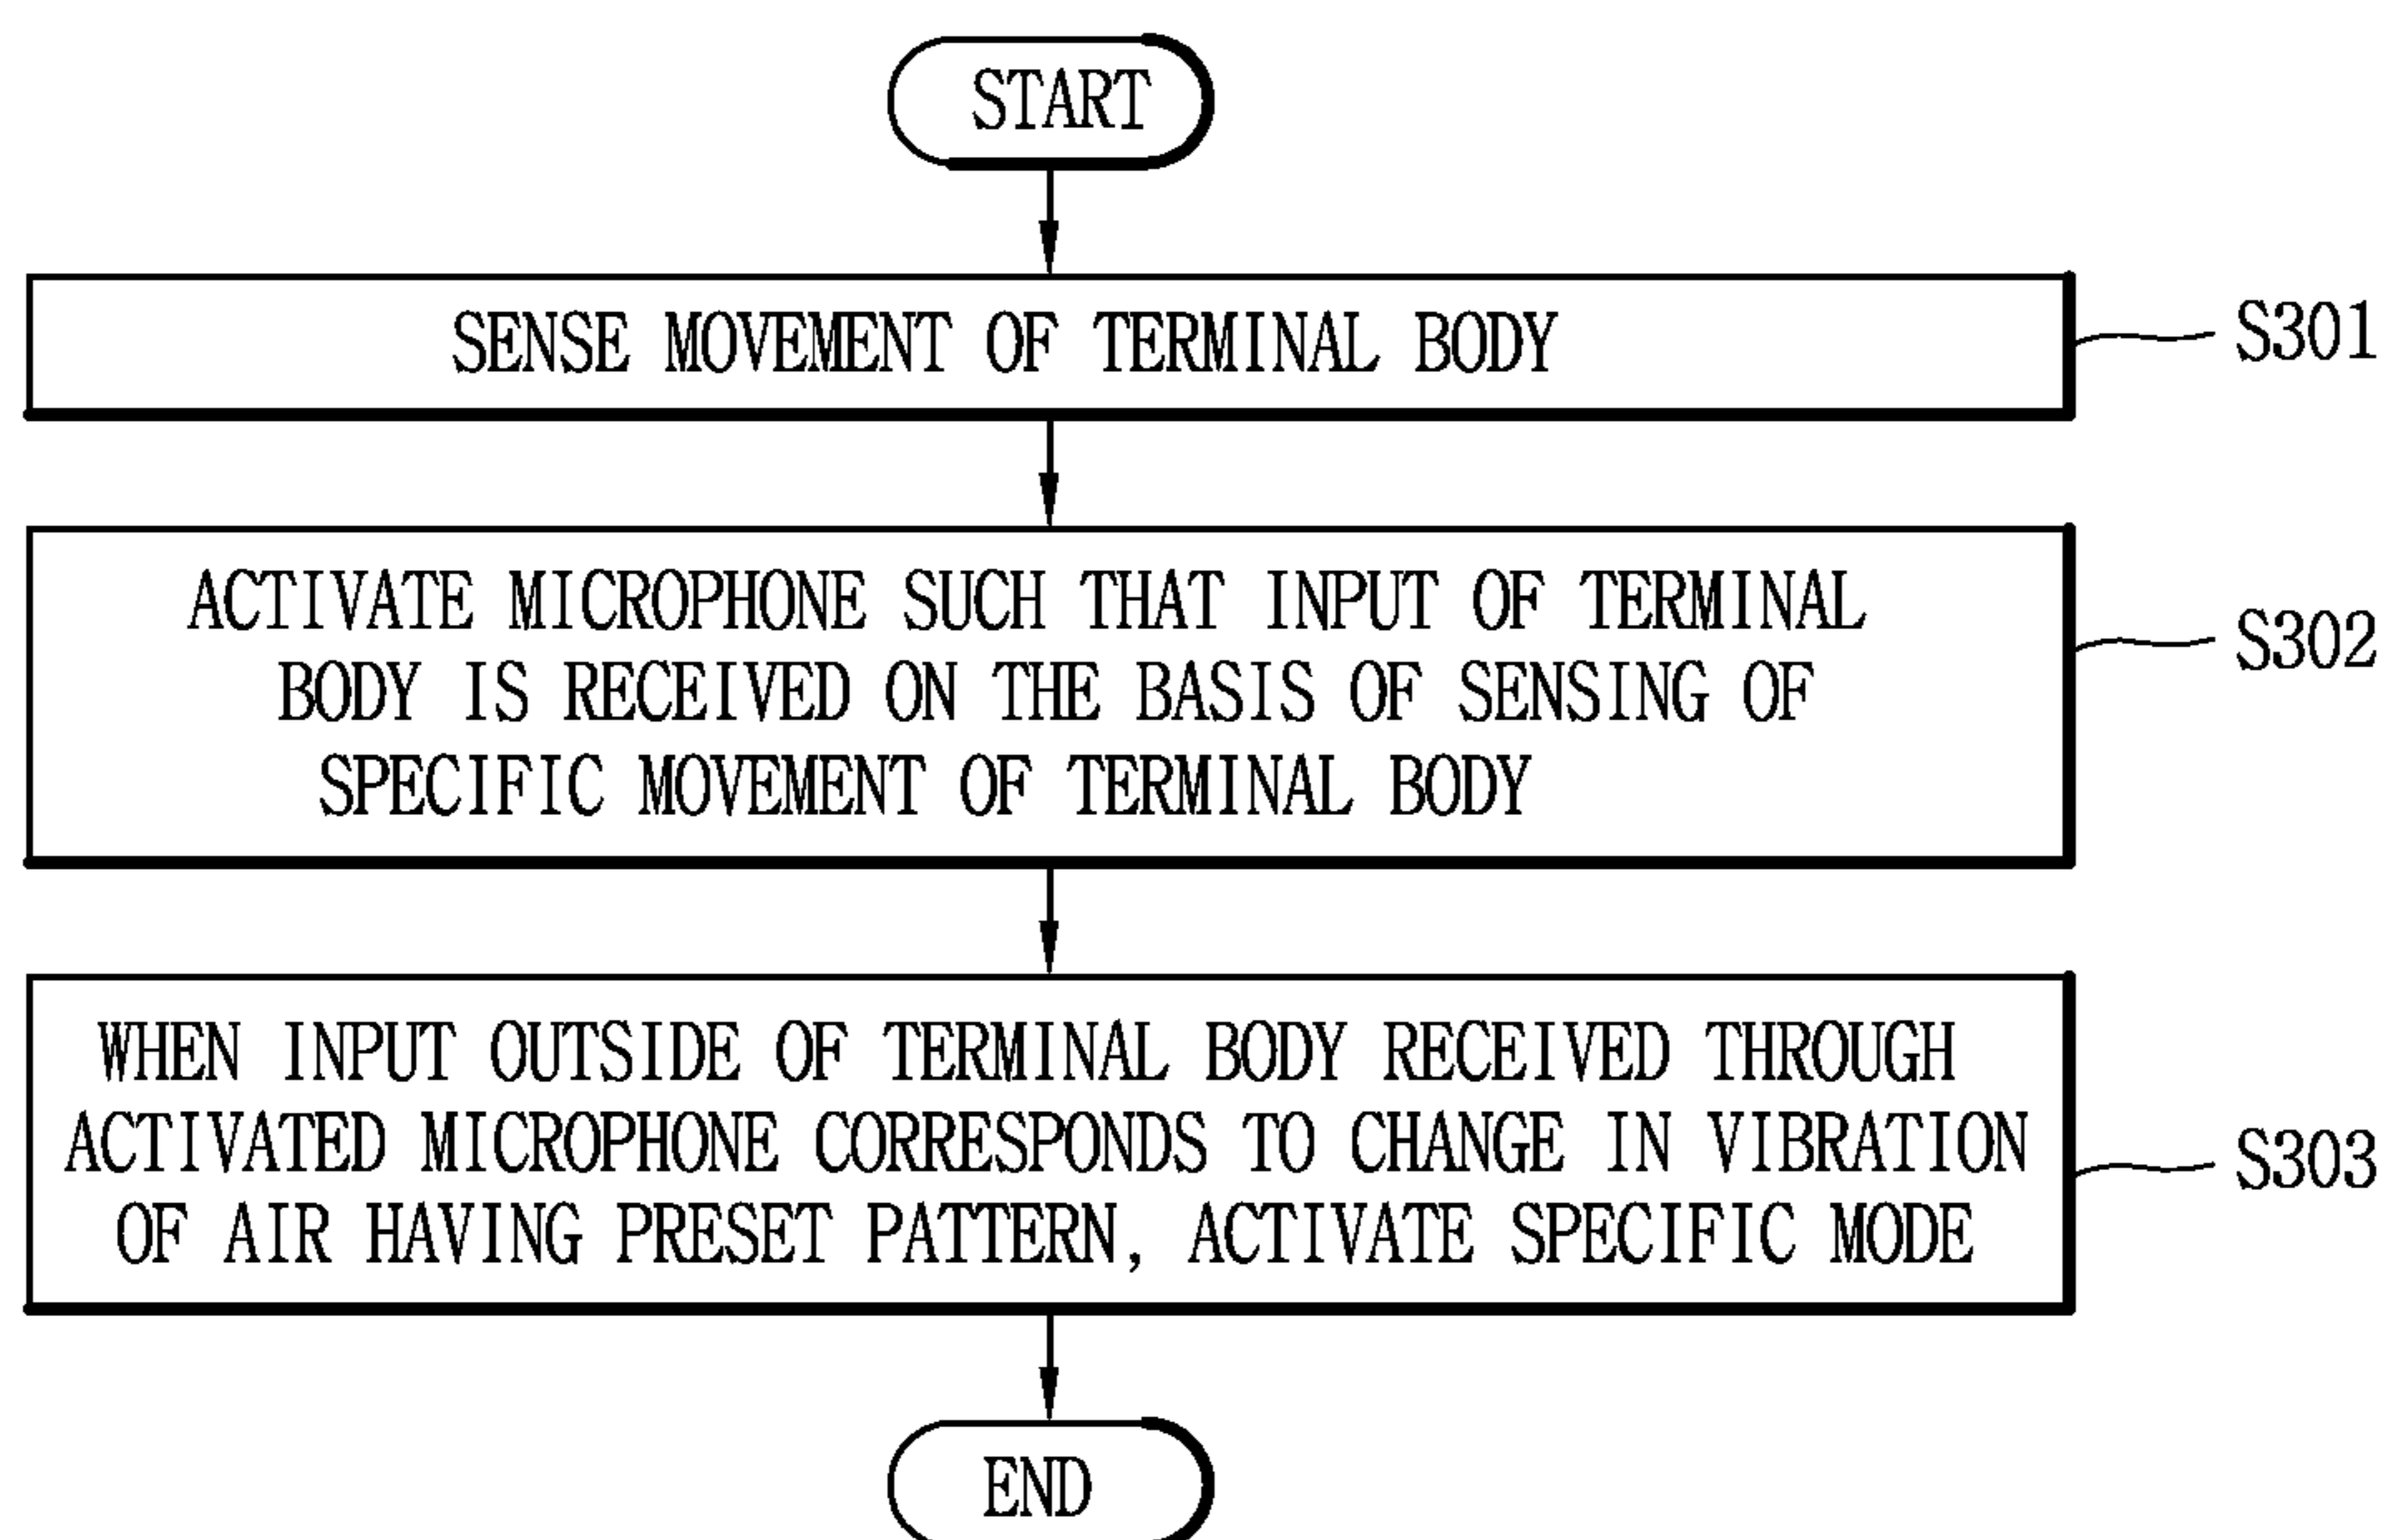 START
SENSE MOVEMENT OF TERMINAL BODY
S301
ACTIVATE MICROPHONE SUCH THAT INPUT OF TERMINAL
BODY IS RECEIVED ON THE BASIS OF SENSING OF
SPECIFIC MOVEMENT OF TERMINAL BODY
S302
WHEN INPUT OUTSIDE OF TERMINAL BODY RECEIVED THROUGH
ACTIVATED MICROPHONE CORRESPONDS TO CHANGE IN VIBRATION
OF AIR HAVING PRESET PATTERN, ACTIVATE SPECIFIC MODE
S303
END